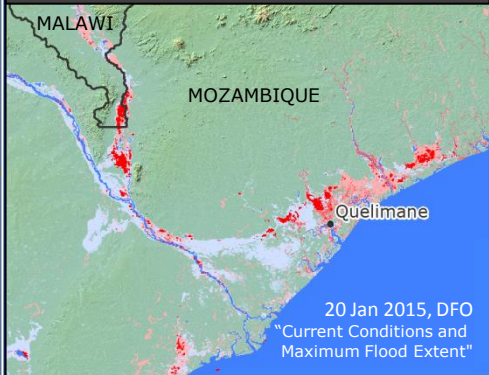 MALAWI
MOZAMBIQUE
Quelimane
20 Jan 2015, DFO
"Current Conditions and
Maximum Flood Extent"